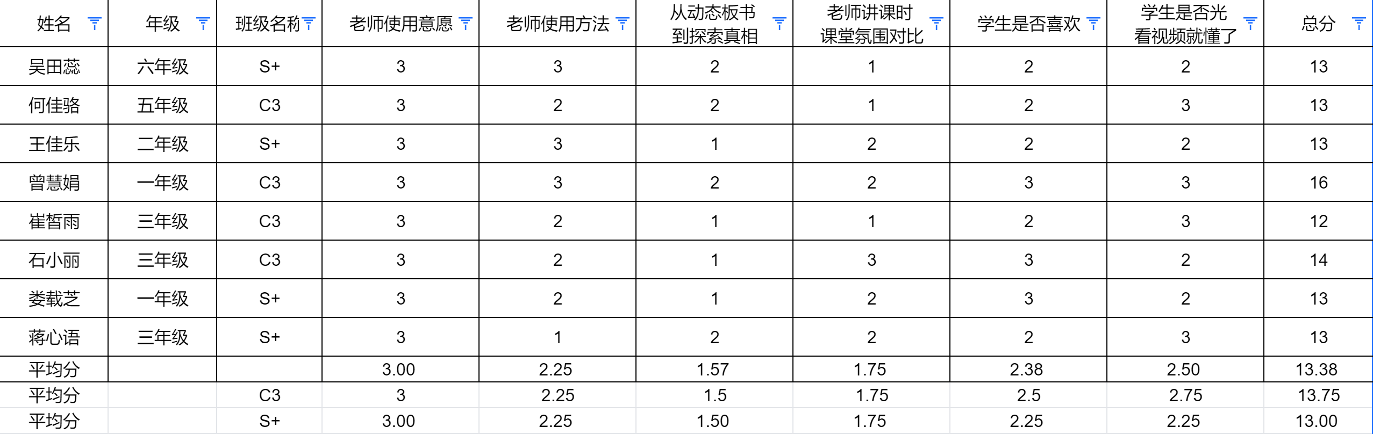 姓名 年级 班级名称 老师使用意愿 老师使用方法 从动态板书到探索真相 老师讲课时课堂氛围对比 学生是否喜欢 学生是否光看视频就懂了 总分
吴田蕊 六年级 S+ 3 3 2 1 2 2 13
何佳骆 五年级 C3 3 2 2 1 2 3 13
王佳乐 二年级 S+ 3 3 1 2 2 2 13
曾慧娟 一年级 C3 3 3 2 2 3 3 16
崔皙雨 三年级 C3 3 2 1 1 2 3 12
石小丽 三年级 C3 3 2 1 3 3 2 14
娄载芝 一年级 S+ 3 2 1 2 3 2 13
蒋心语 三年级 S+ 3 1 2 2 2 3 13
平均分 3.00 2.25 1.57 1.75 2.38 2.50 13.38
平均分 C3 3 2.25 1.5 1.75 2.5 2.75 13.75
平均分 S+ 3.00 2.25 1.50 1.75 2.25 2.25 13.00